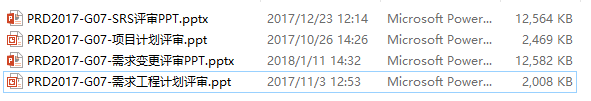 PRD2017-G07-SRS评审PPT.pptx 2017/12/23 12:14 Microsoft Power... 12,564 KB
PRD2017-G07-项目计划评审.ppt 2017/10/26 14:26 Microsoft Power... 2,469 KB
PRD2017-G07-需求变更评审PPT.pptx 2018/1/11 14:32 Microsoft Power... 12,582 KB
PRD2017-G07-需求工程计划评审.ppt 2017/11/3 12:53 Microsoft Power... 2,008 KB